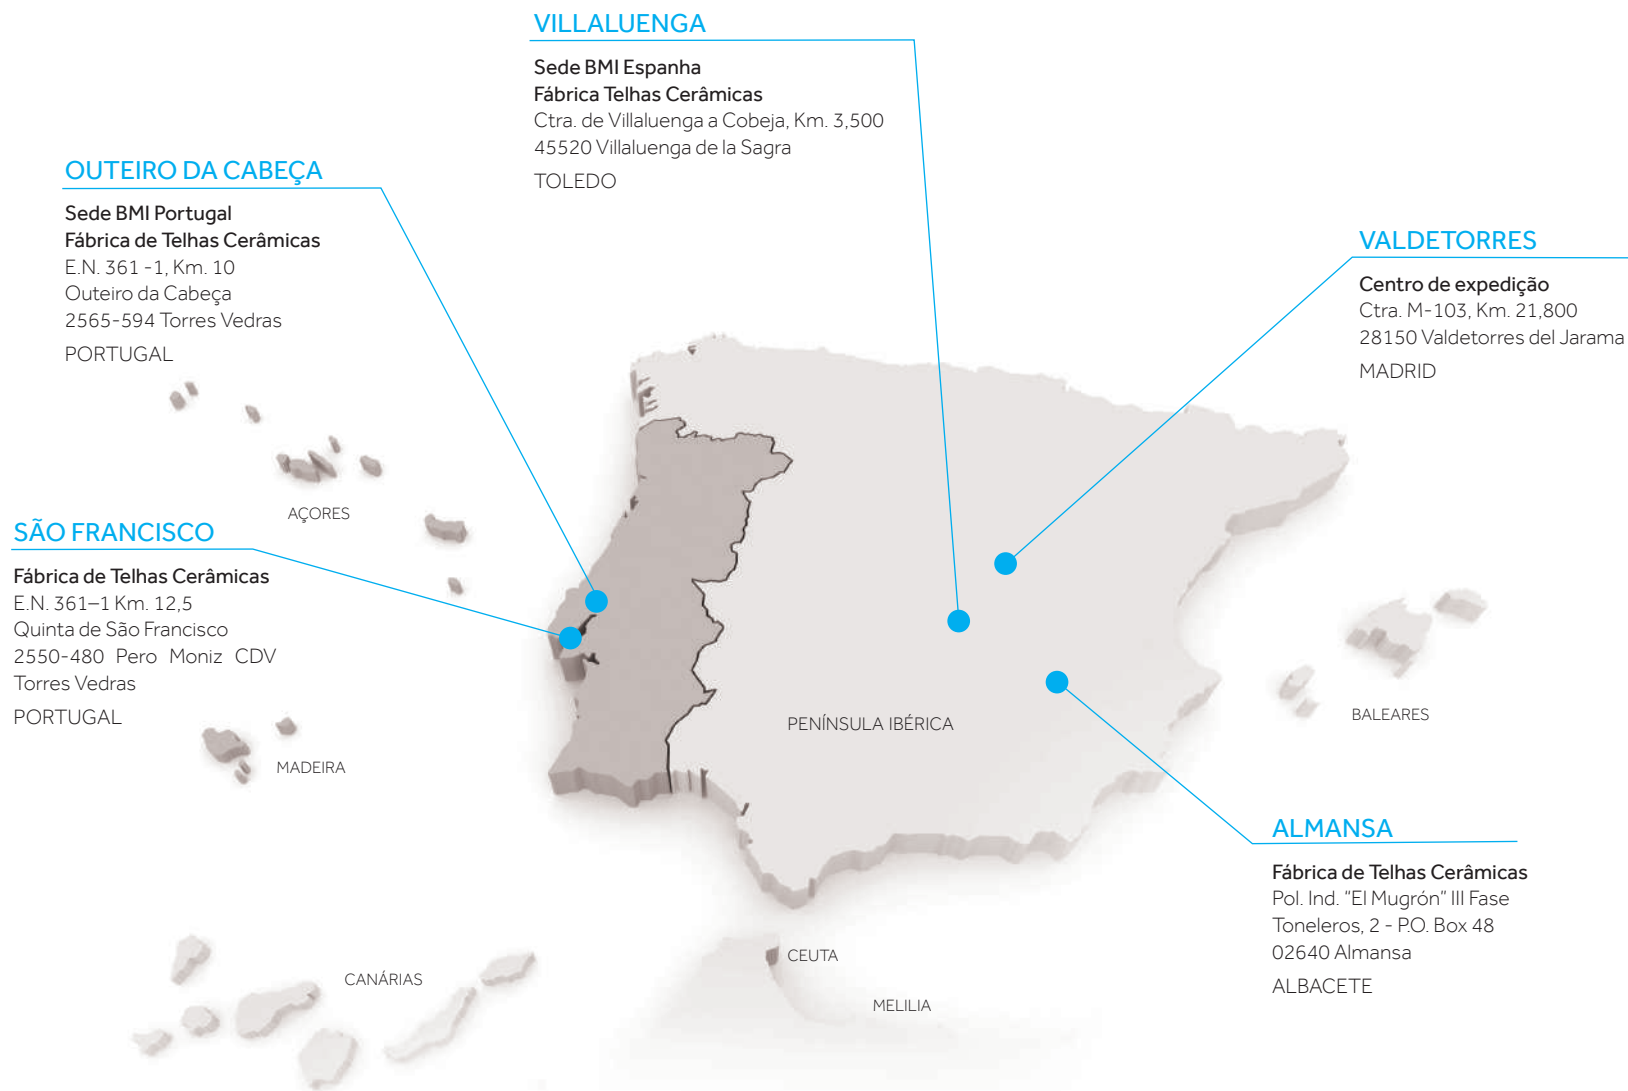 VILLALUENGA
Sede BMI Espanha
Fábrica Telhas Cerâmicas
Ctra. de Villaluenga a Cobeja, Km. 3,500
45520 Villaluenga de la Sagra
TOLEDO
OUTEIRO DA CABEÇA
Sede BMI Portugal
Fábrica de Telhas Cerâmicas
E.N. 361 -1, Km. 10
Outeiro da Cabeça
2565-594 Torres Vedras
PORTUGAL
VALDETORRES
Centro de expedição
Ctra. M-103, Km. 21,800
28150 Valdetorres del Jarama
MADRID
AÇORES
SÃO FRANCISCO
Fábrica de Telhas Cerâmicas
E.N. 361–1 Km. 12,5
Quinta de São Francisco
2550-480 Pero Moniz CDV
Torres Vedras
PORTUGAL
MADEIRA
PENÍNSULA IBÉRICA
BALEARES
ALMANSA
Fábrica de Telhas Cerâmicas
Pol. Ind. "El Mugrón" III Fase
Toneleros, 2 - P.O. Box 48
02640 Almansa
ALBACETE
CEUTA
CANÁRIAS
MELILIA